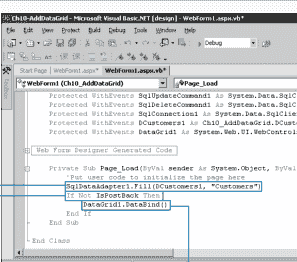 Ch10-AddDataGrid - Microsoft Visual Basic.NET [design] - WebForm1.aspx.vb*
File Edit View Project Build Debug Tools Window Help
Debug
Start Page WebForm1.aspx* WebForm1.aspx.vb*
WebForm1 (Ch10_AddDataGrid) Page_Load
Protected WithEvents SqlUpdateCommand1 As System.Data.SqlC
Protected WithEvents SqlDeleteCommand1 As System.Data.SqlC
Protected WithEvents SqlConnection1 As System.Data.SqlClie
Protected WithEvents DCustomers1 As Ch10_AddDataGrid.DCust
Protected WithEvents DataGrid1 As System.Web.UI.WebControl
Web Form Designer Generated Code
Private Sub Page_Load(ByVal sender As System.Object, ByVal
'Put user code to initialize the page here
SqlDataAdapter1.Fill(DCustomers1, "Customers")
If Not IsPostBack Then
DataGrid1.DataBind()
End If
End Sub
End Class